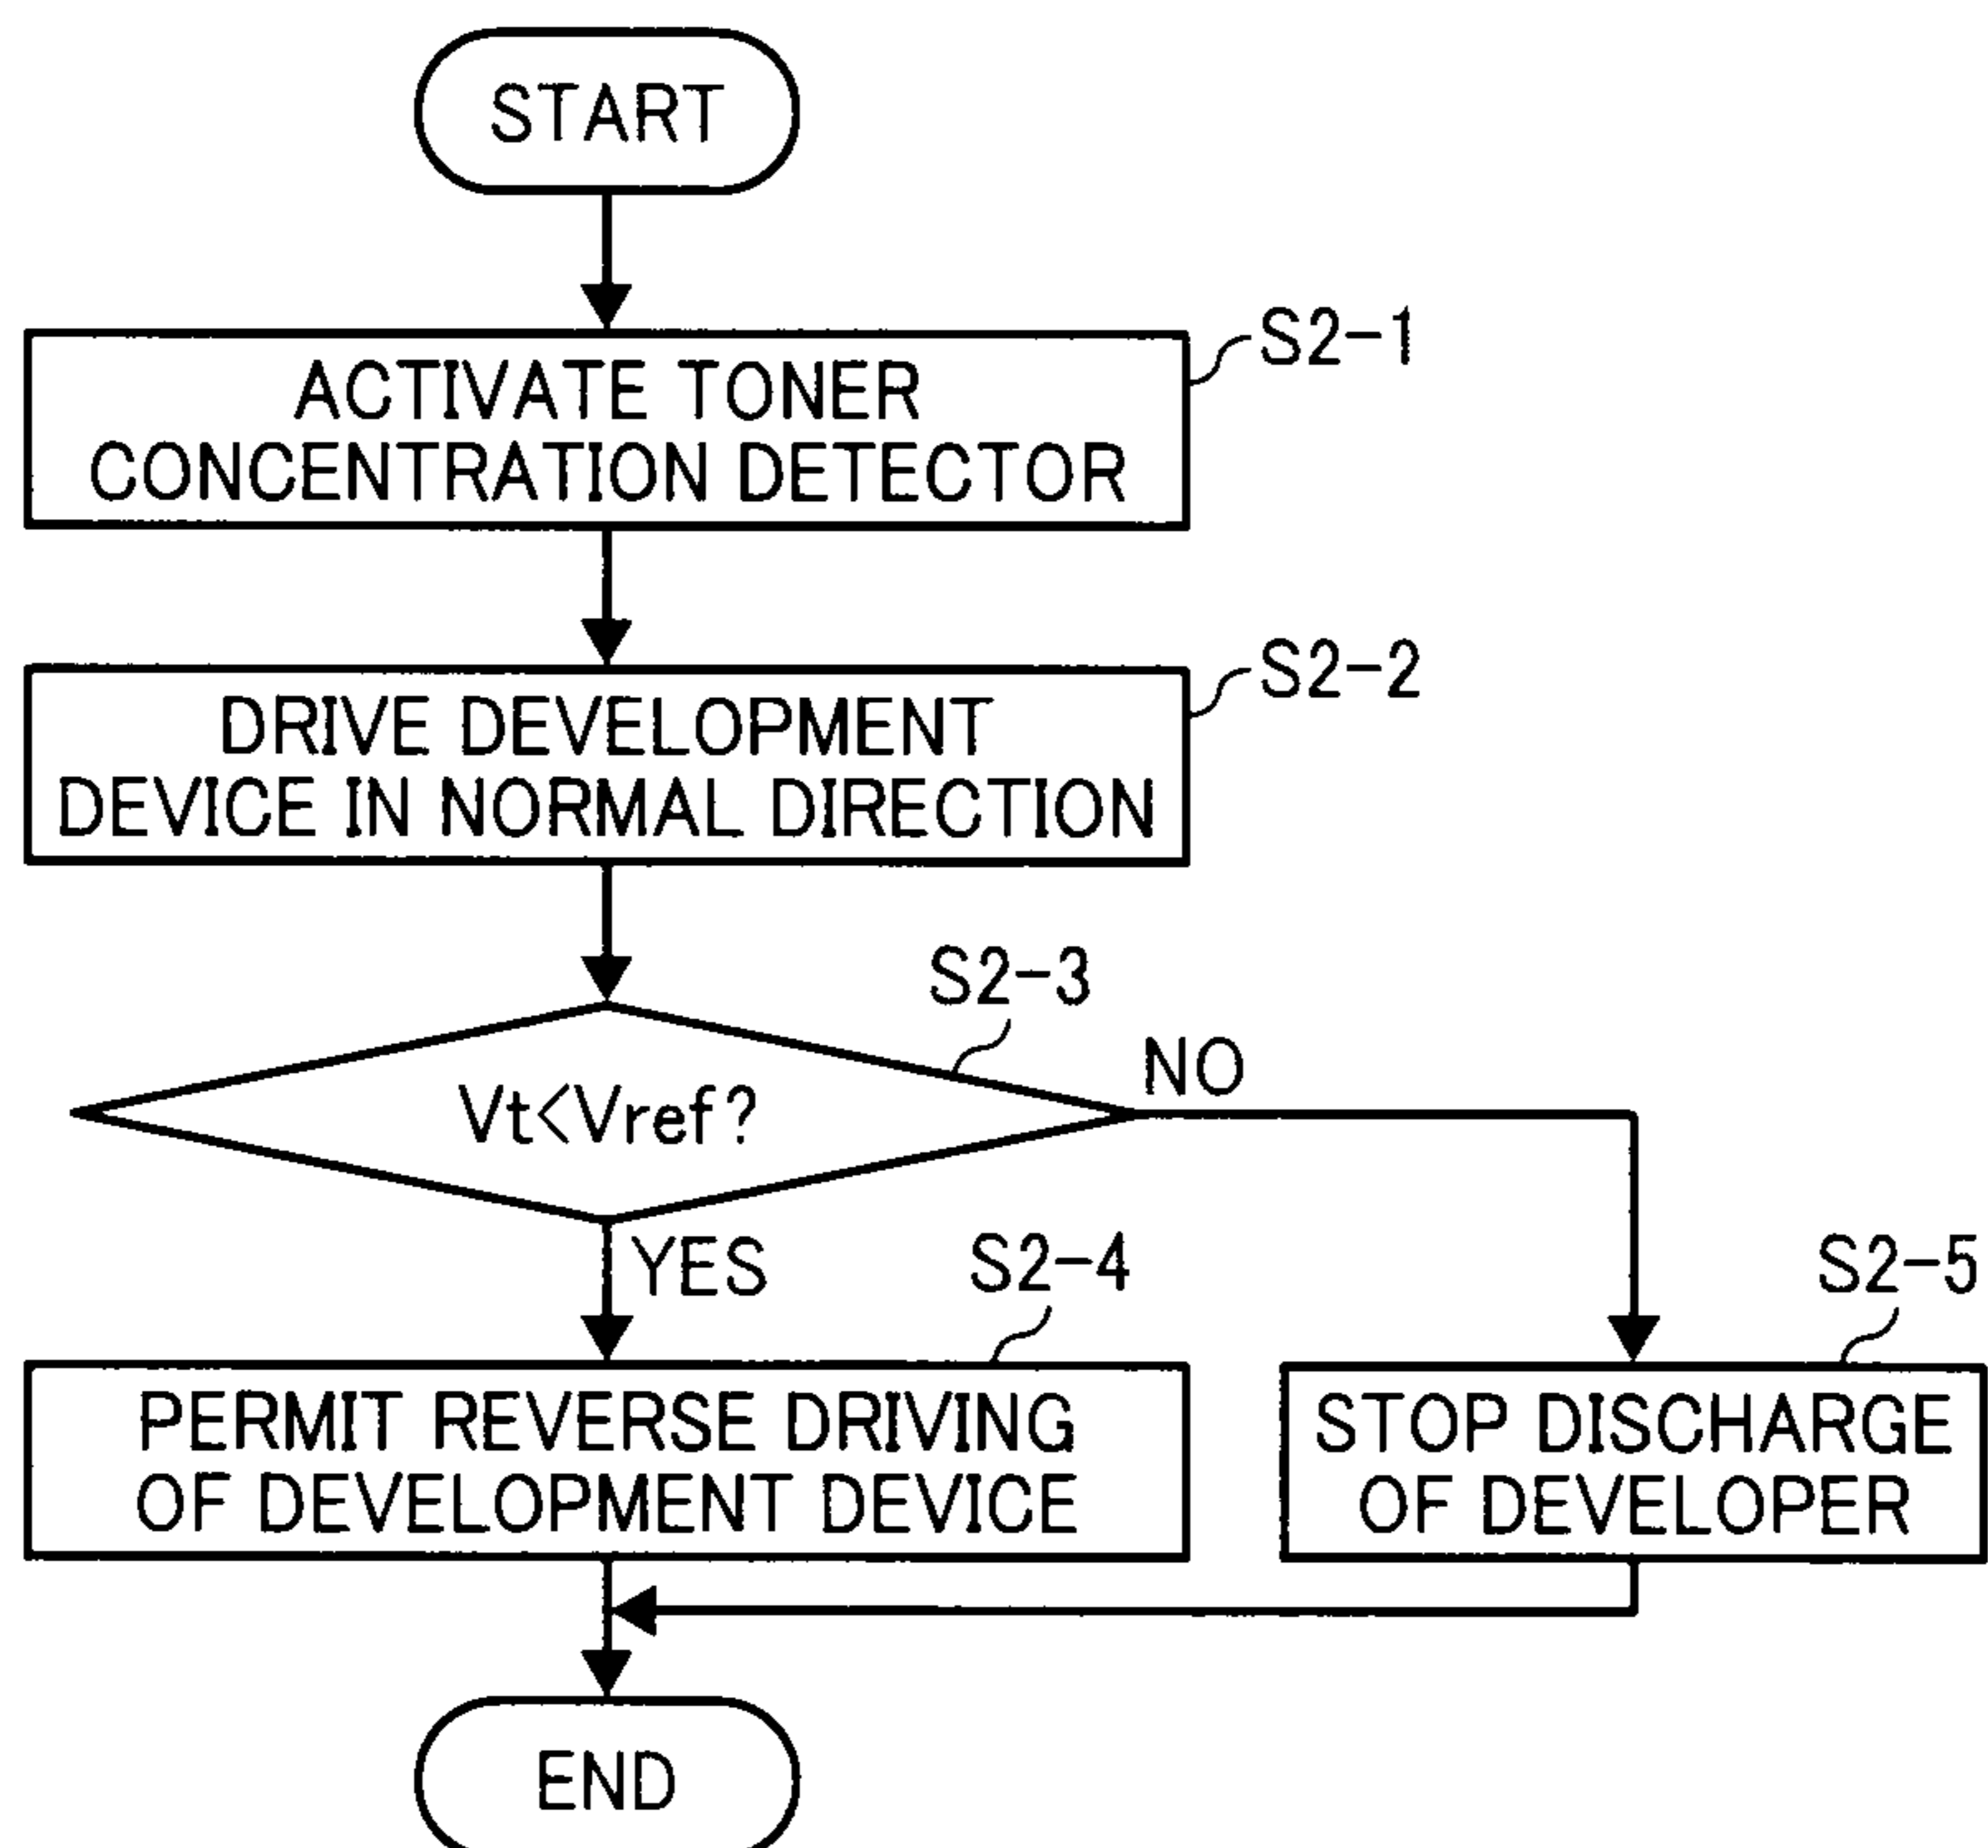 START
S2-1
ACTIVATE TONER
CONCENTRATION DETECTOR
S2-2
DRIVE DEVELOPMENT
DEVICE IN NORMAL DIRECTION
S2-3
Vt<Vref?
NO
YES
S2-4
PERMIT REVERSE DRIVING
OF DEVELOPMENT DEVICE
S2-5
STOP DISCHARGE
OF DEVELOPER
END